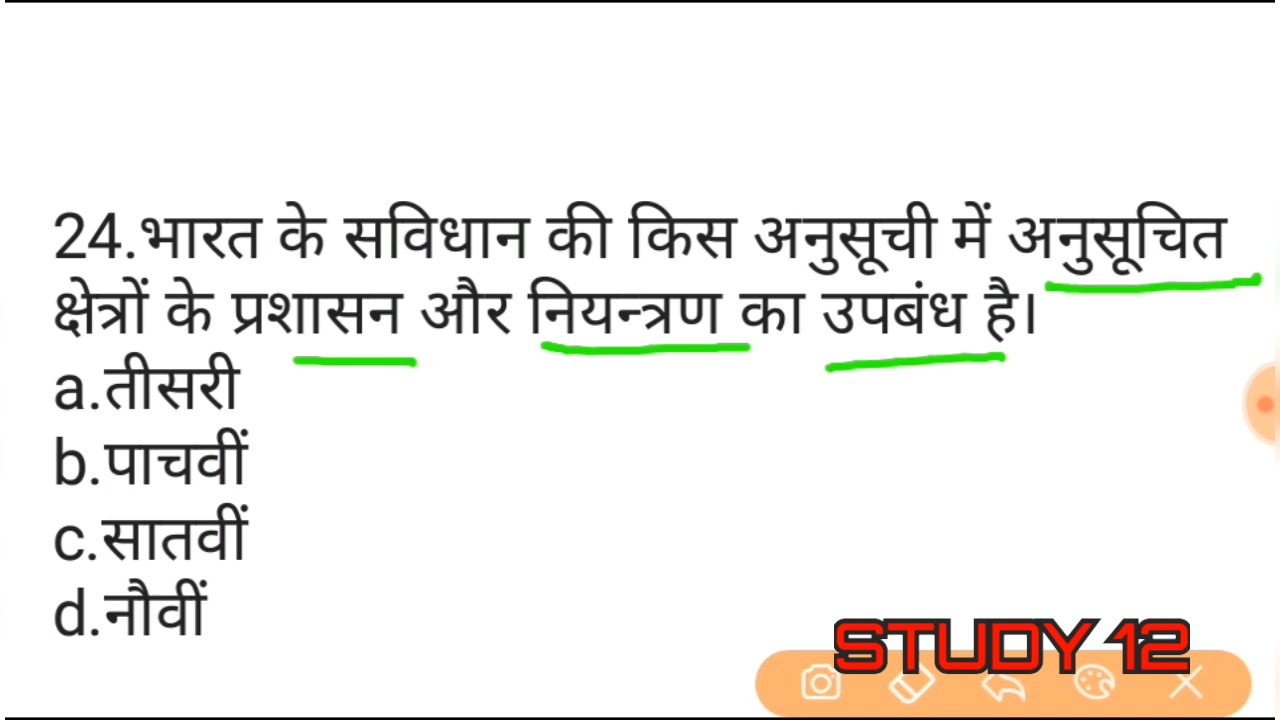 24.भारत के सविधान की किस अनुसूची में अनुसूचित
क्षेत्रों के प्रशासन और नियन्त्रण का उपबंध है।
a.तीसरी
b.पाचवीं
c.सातवीं
d.नौवीं
STUDY 12